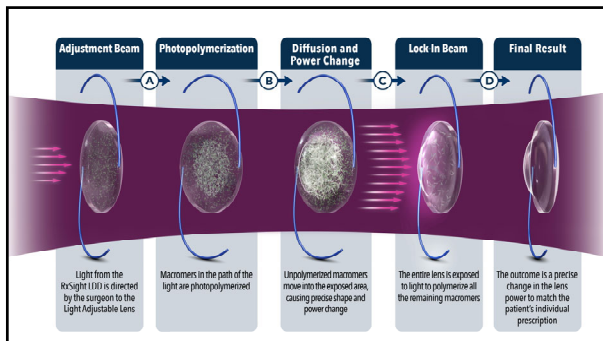 Adjustment Beam
A
Photopolymerization
B
Diffusion and
Power Change
C
Lock-In Beam
D
Final Result
Light from the
RxSight LDD is directed
by the surgeon to the
Light Adjustable Lens
Macromers in the path of the
light are photopolymerized
Unpolymerized macromers
move into the exposed area,
causing precise shape and
power change
The entire lens is exposed
to light to polymerize all
the remaining macromers
The outcome is a precise
change in the lens
power to match the
patient's individual
prescription